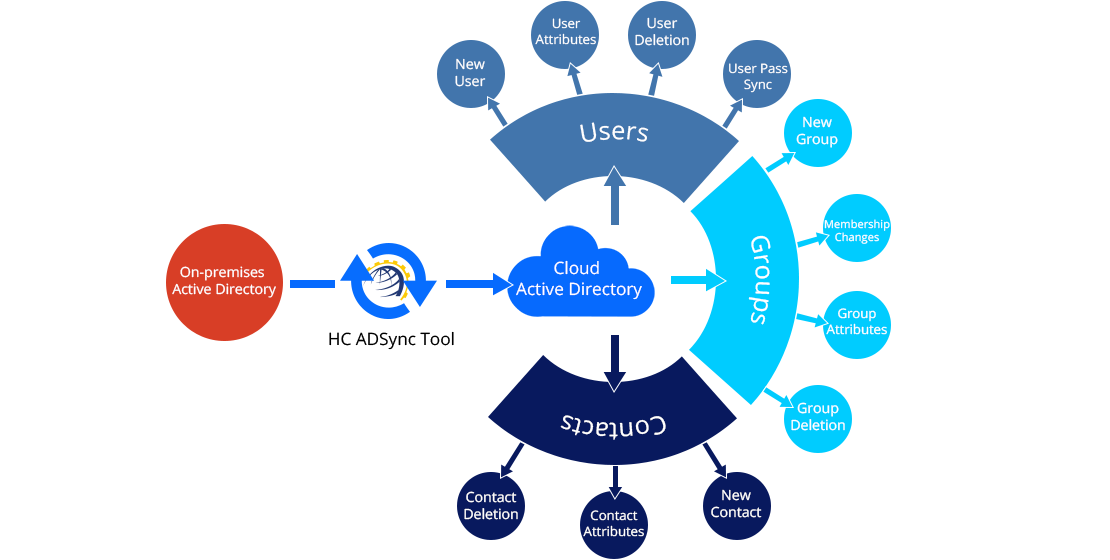 User
Attributes
User
Deletion
New
User
User Pass
Sync
Users
New
Group
Membership
Changes
Groups
On-premises
Active Directory
Cloud
Active Directory
HC ADSync Tool
Group
Attributes
Group
Deletion
Contacts
Contact
Deletion
Contact
Attributes
New
Contact